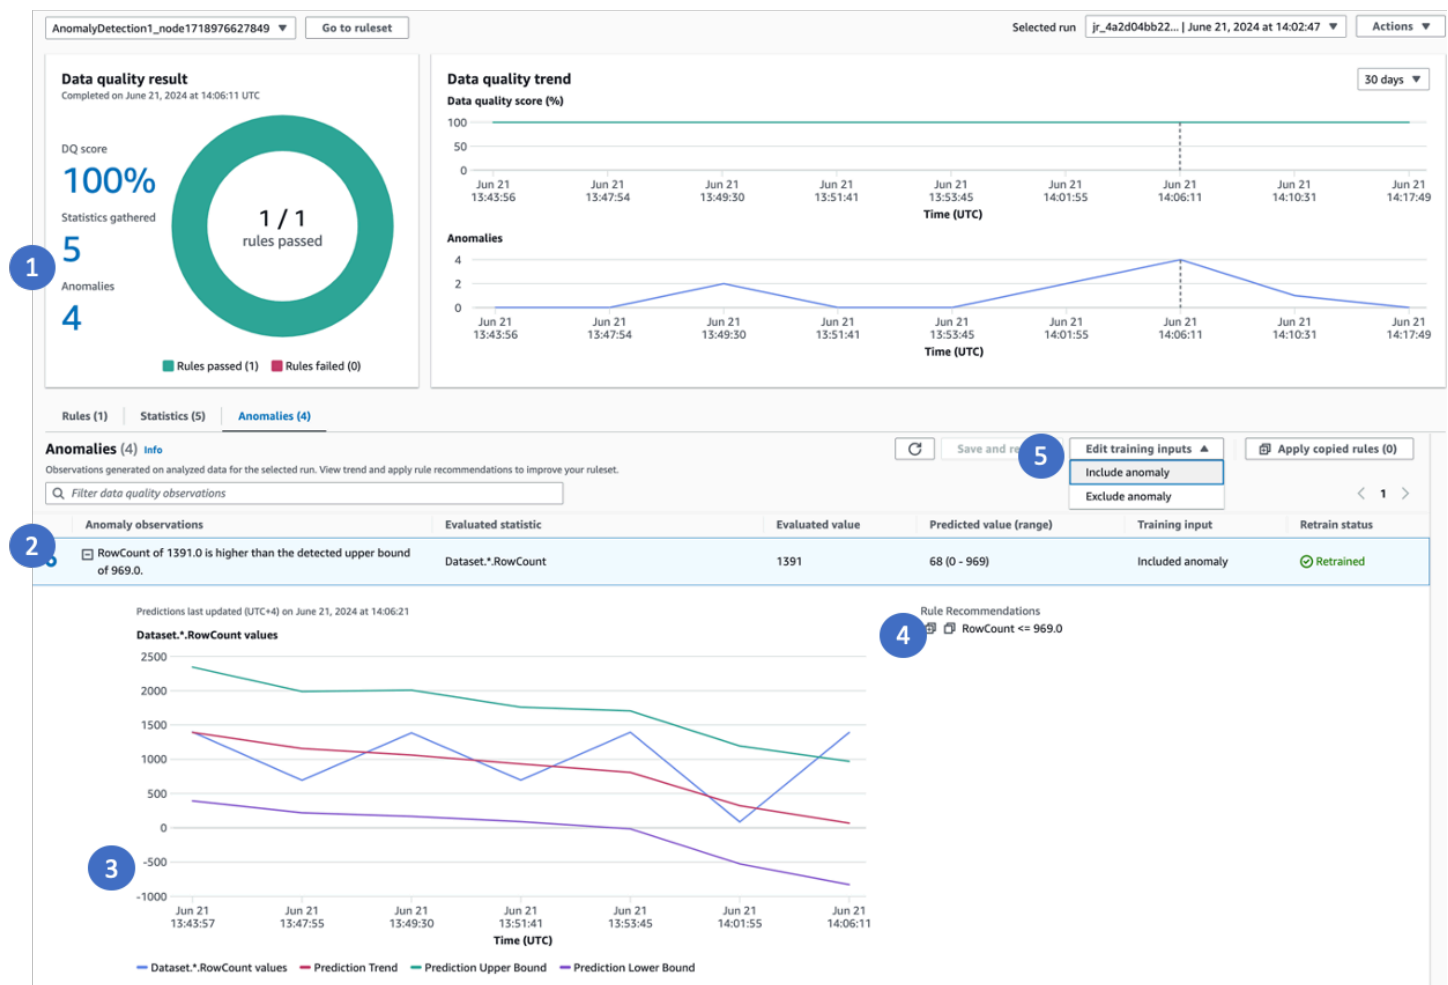 AnomalyDetection1_node1718976627849
Go to ruleset
Selected run
jr_4a2d04bb22... | June 21, 2024 at 14:02:47
Actions
Data quality result
Completed on June 21, 2024 at 14:06:11 UTC
DQ score
100%
Statistics gathered
5
1
Anomalies
4
1 / 1
rules passed
Rules passed (1) Rules failed (0)
Data quality trend
30 days
Data quality score (%)
100
50
0
Jun 21 Jun 21 Jun 21 Jun 21 Jun 21 Jun 21 Jun 21 Jun 21 Jun 21
13:43:56 13:47:54 13:49:30 13:51:41 13:53:45 14:01:55 14:06:11 14:10:31 14:17:49
Time (UTC)
Anomalies
4
2
0
Jun 21 Jun 21 Jun 21 Jun 21 Jun 21 Jun 21 Jun 21 Jun 21 Jun 21
13:43:56 13:47:54 13:49:30 13:51:41 13:53:45 14:01:55 14:06:11 14:10:31 14:17:49
Time (UTC)
Rules (1) Statistics (5) Anomalies (4)
Anomalies (4) Info
Save and re
5
Edit training inputs
Apply copied rules (0)
Observations generated on analyzed data for the selected run. View trend and apply rule recommendations to improve your ruleset.
Include anomaly
Exclude anomaly
Filter data quality observations
1
Anomaly observations Evaluated statistic Evaluated value Predicted value (range) Training input Retrain status
2
RowCount of 1391.0 is higher than the detected upper bound
of 969.0.
Dataset.*.RowCount
1391
68 (0 - 969)
Included anomaly
Retrained
Predictions last updated (UTC+4) on June 21, 2024 at 14:06:21
Dataset.*.RowCount values
Rule Recommendations
4
RowCount <= 969.0
2500
2000
1500
1000
500
0
-500
-1000
3
Jun 21 Jun 21 Jun 21 Jun 21 Jun 21 Jun 21 Jun 21
13:43:57 13:47:55 13:49:30 13:51:41 13:53:45 14:01:55 14:06:11
Time (UTC)
Dataset.*.RowCount values Prediction Trend Prediction Upper Bound Prediction Lower Bound